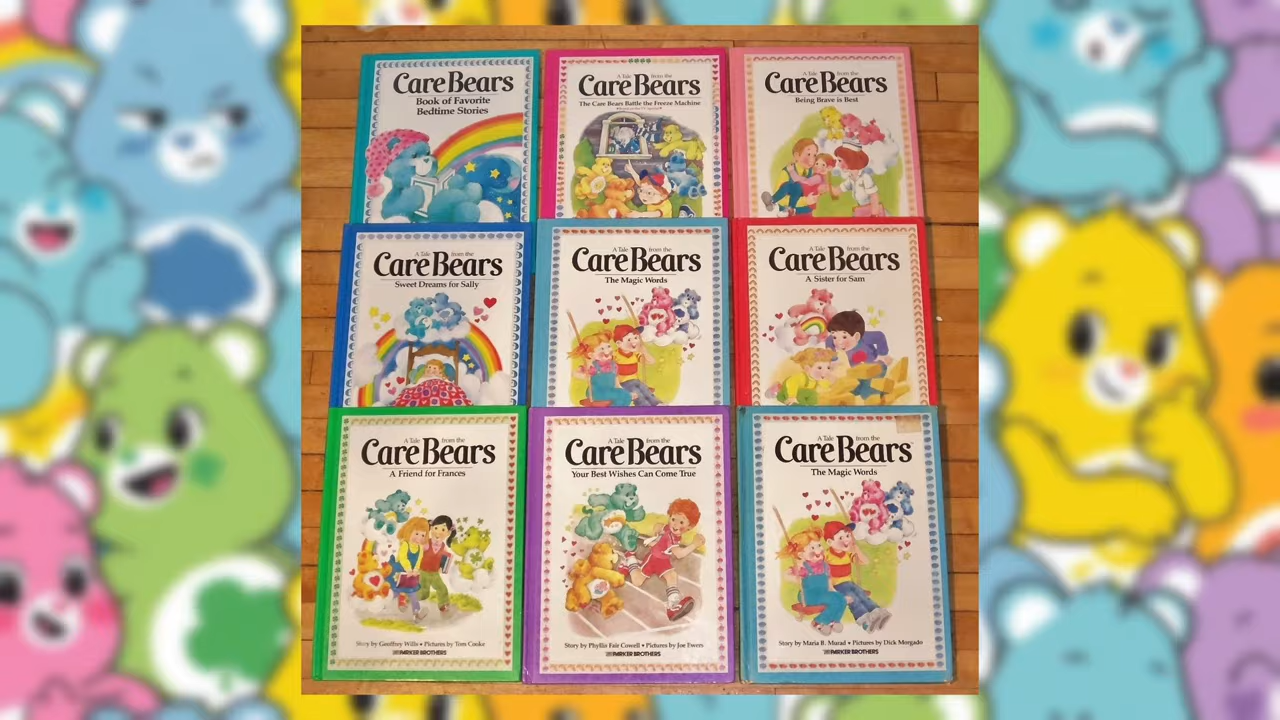 Care Bears
Book of Favorite
Bedtime Stories
A Tale from the
Care Bears
The Care Bears Battle the Freeze Machine
A Tale from the
Care Bears
Being Brave is Best
A Tale from the
Care Bears
Sweet Dreams for Sally
A Tale from the
Care Bears
The Magic Words
A Tale from the
Care Bears
A Sister for Sam
A Tale from the
Care Bears
A Friend for Frances
Story by Geoffrey Wills • Pictures by Tom Cooke
PARKER BROTHERS
A Tale from the
Care Bears
Your Best Wishes Can Come True
Story by Phyllis Fair Cowell • Pictures by Joe Ewers
PARKER BROTHERS
A Tale from the
Care Bears
The Magic Words
Story by Maria B. Murad • Pictures by Dick Morgado
PARKER BROTHERS